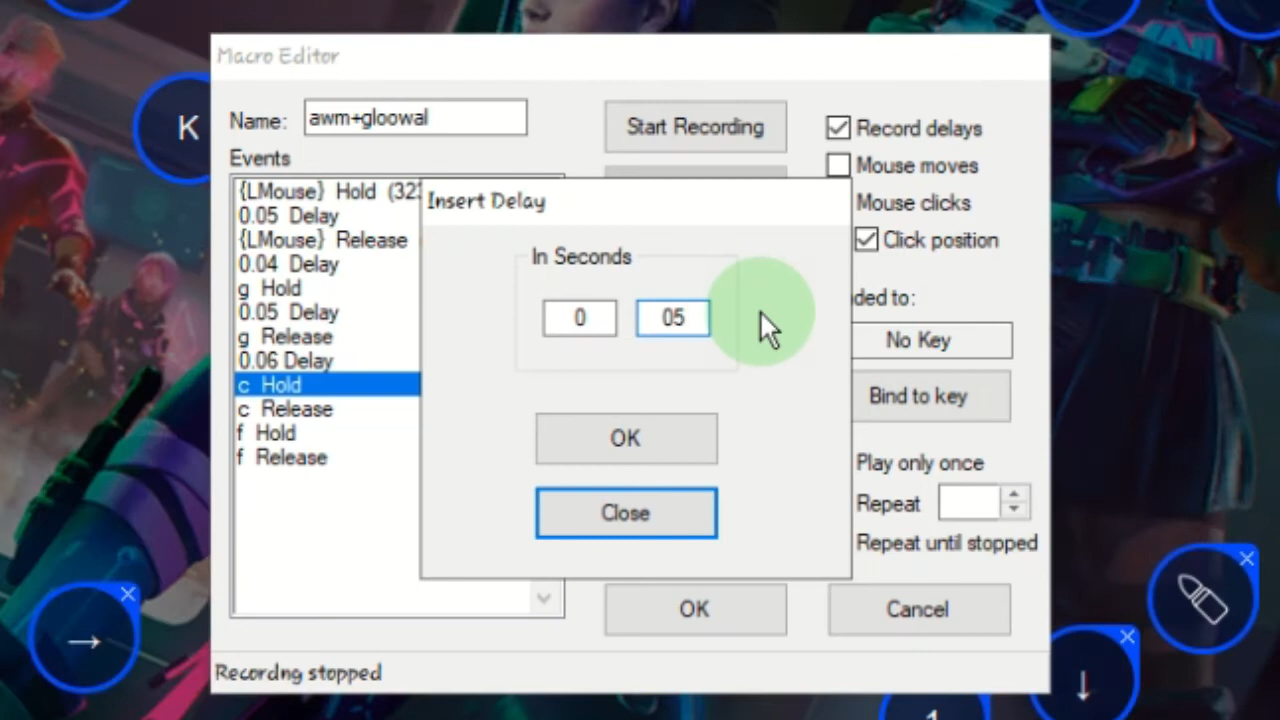 Macro Editor
K
Name: awm+gloowal
Start Recording
Record delays
Events
Mouse moves
{LMouse} Hold (32
Insert Delay
Mouse clicks
0.05 Delay
{LMouse} Release
Click position
In Seconds
0.04 Delay
g Hold
ded to:
0.05 Delay
0 05
g Release
No Key
0.06 Delay
c Hold
Bind to key
c Release
f Hold
OK
f Release
Play only once
Repeat
Close
Repeat until stopped
OK
Cancel
→
↓
Recordng stopped
1